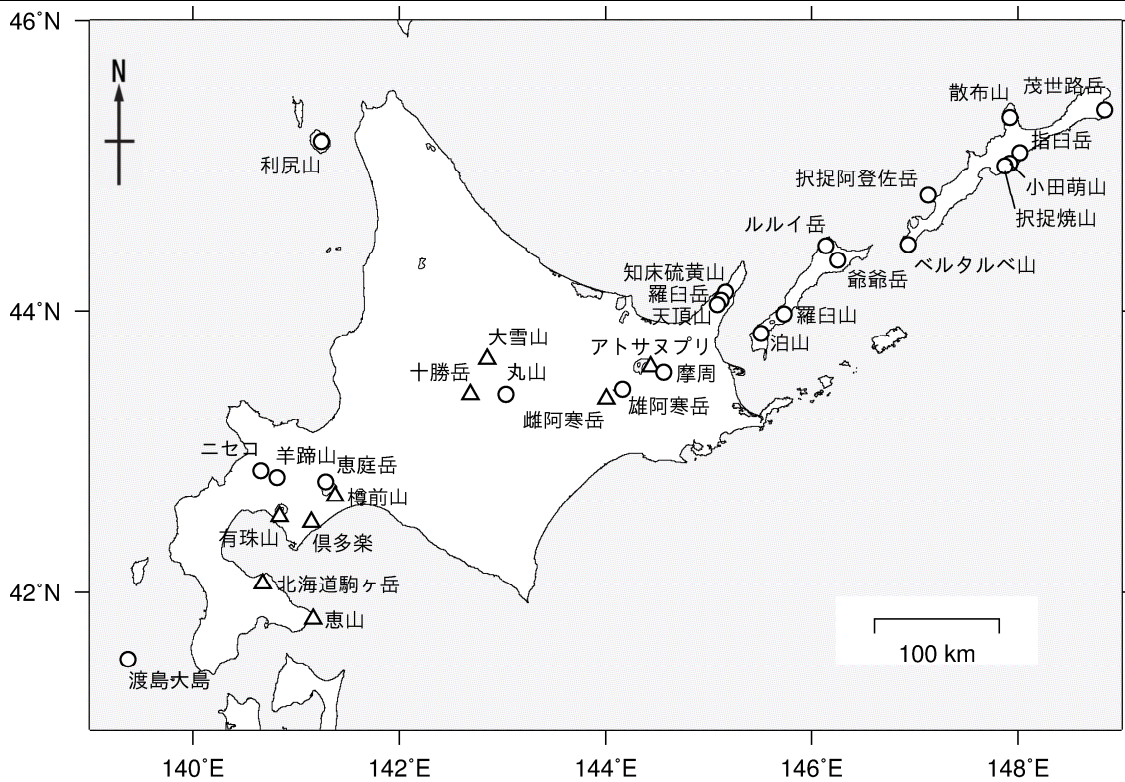 46°N
N
散布山
茂世路岳
利尻山
指臼岳
択捉阿登佐岳
小田萌山
択捉焼山
ルルイ岳
ベルタルベ山
知床硫黄山
爺爺岳
羅臼岳
44°N
天頂山
羅臼山
大雪山
アトサヌプリ
泊山
十勝岳
丸山
摩周
雌阿寒岳
雄阿寒岳
ニセコ
羊蹄山
恵庭岳
樽前山
有珠山
倶多楽
42°N
北海道駒ヶ岳
恵山
100 km
渡島大島
140°E
142°E
144°E
146°E
148°E